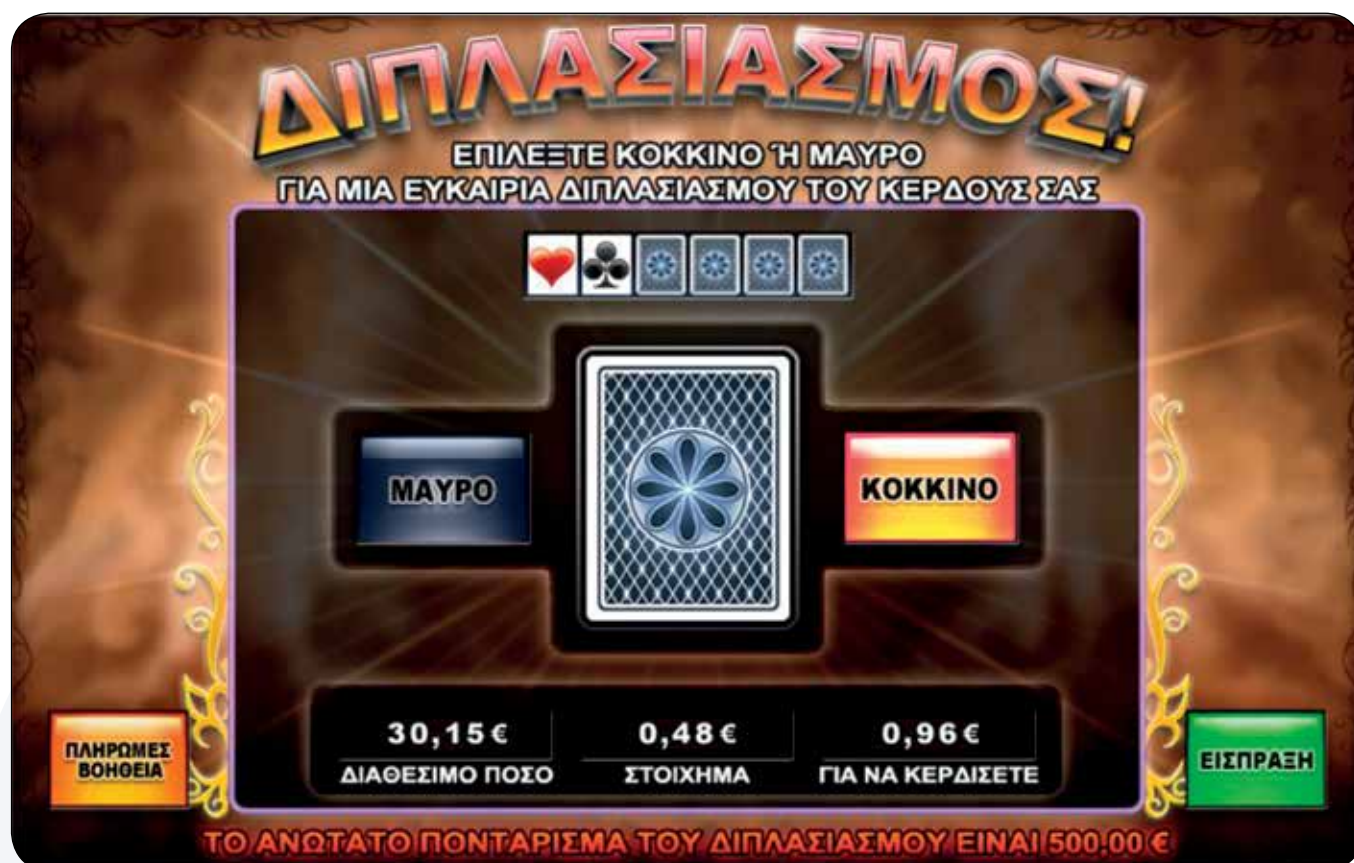 ΔΙΠΛΑΣΙΑΣΜΟΣ!
ΕΠΙΛΕΞΤΕ ΚΟΚΚΙΝΟ Ή ΜΑΥΡΟ
ΓΙΑ ΜΙΑ ΕΥΚΑΙΡΙΑ ΔΙΠΛΑΣΙΑΣΜΟΥ ΤΟΥ ΚΕΡΔΟΥΣ ΣΑΣ
ΜΑΥΡΟ
ΚΟΚΚΙΝΟ
30,15€ 0,48€ 0,96€
ΔΙΑΘΕΣΙΜΟ ΠΟΣΟ ΣΤΟΙΧΗΜΑ ΓΙΑ ΝΑ ΚΕΡΔΙΣΕΤΕ
ΠΛΗΡΩΜΕΣ
ΒΟΗΘΕΙΑ
ΕΙΣΠΡΑΞΗ
ΤΟ ΑΝΩΤΑΤΟ ΠΟΝΤΑΡΙΣΜΑ ΤΟΥ ΔΙΠΛΑΣΙΑΣΜΟΥ ΕΙΝΑΙ 500.00 €